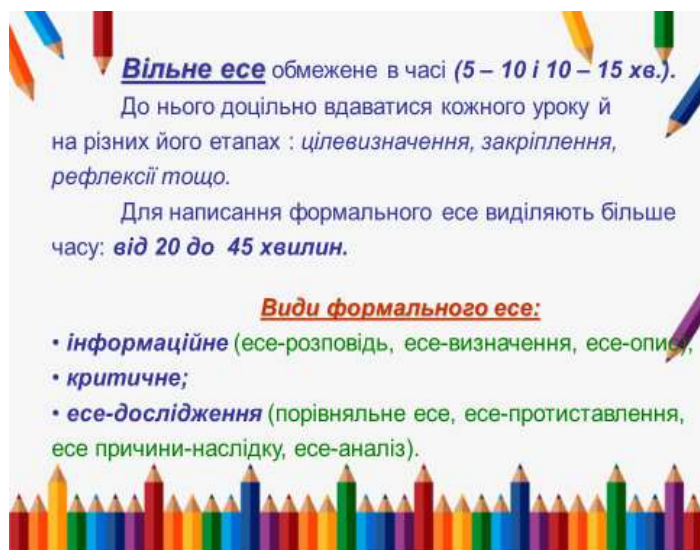 Вільне есе обмежене в часі (5 – 10 і 10 – 15 хв.).
До нього доцільно вдаватися кожного уроку й
на різних його етапах : цілевизначення, закріплення,
рефлексії тощо.
Для написання формального есе виділяють більше
часу: від 20 до 45 хвилин.
Види формального есе:
• інформаційне (есе-розповідь, есе-визначення, есе-опис),
• критичне;
• есе-дослідження (порівняльне есе, есе-протиставлення,
есе причини-наслідку, есе-аналіз).